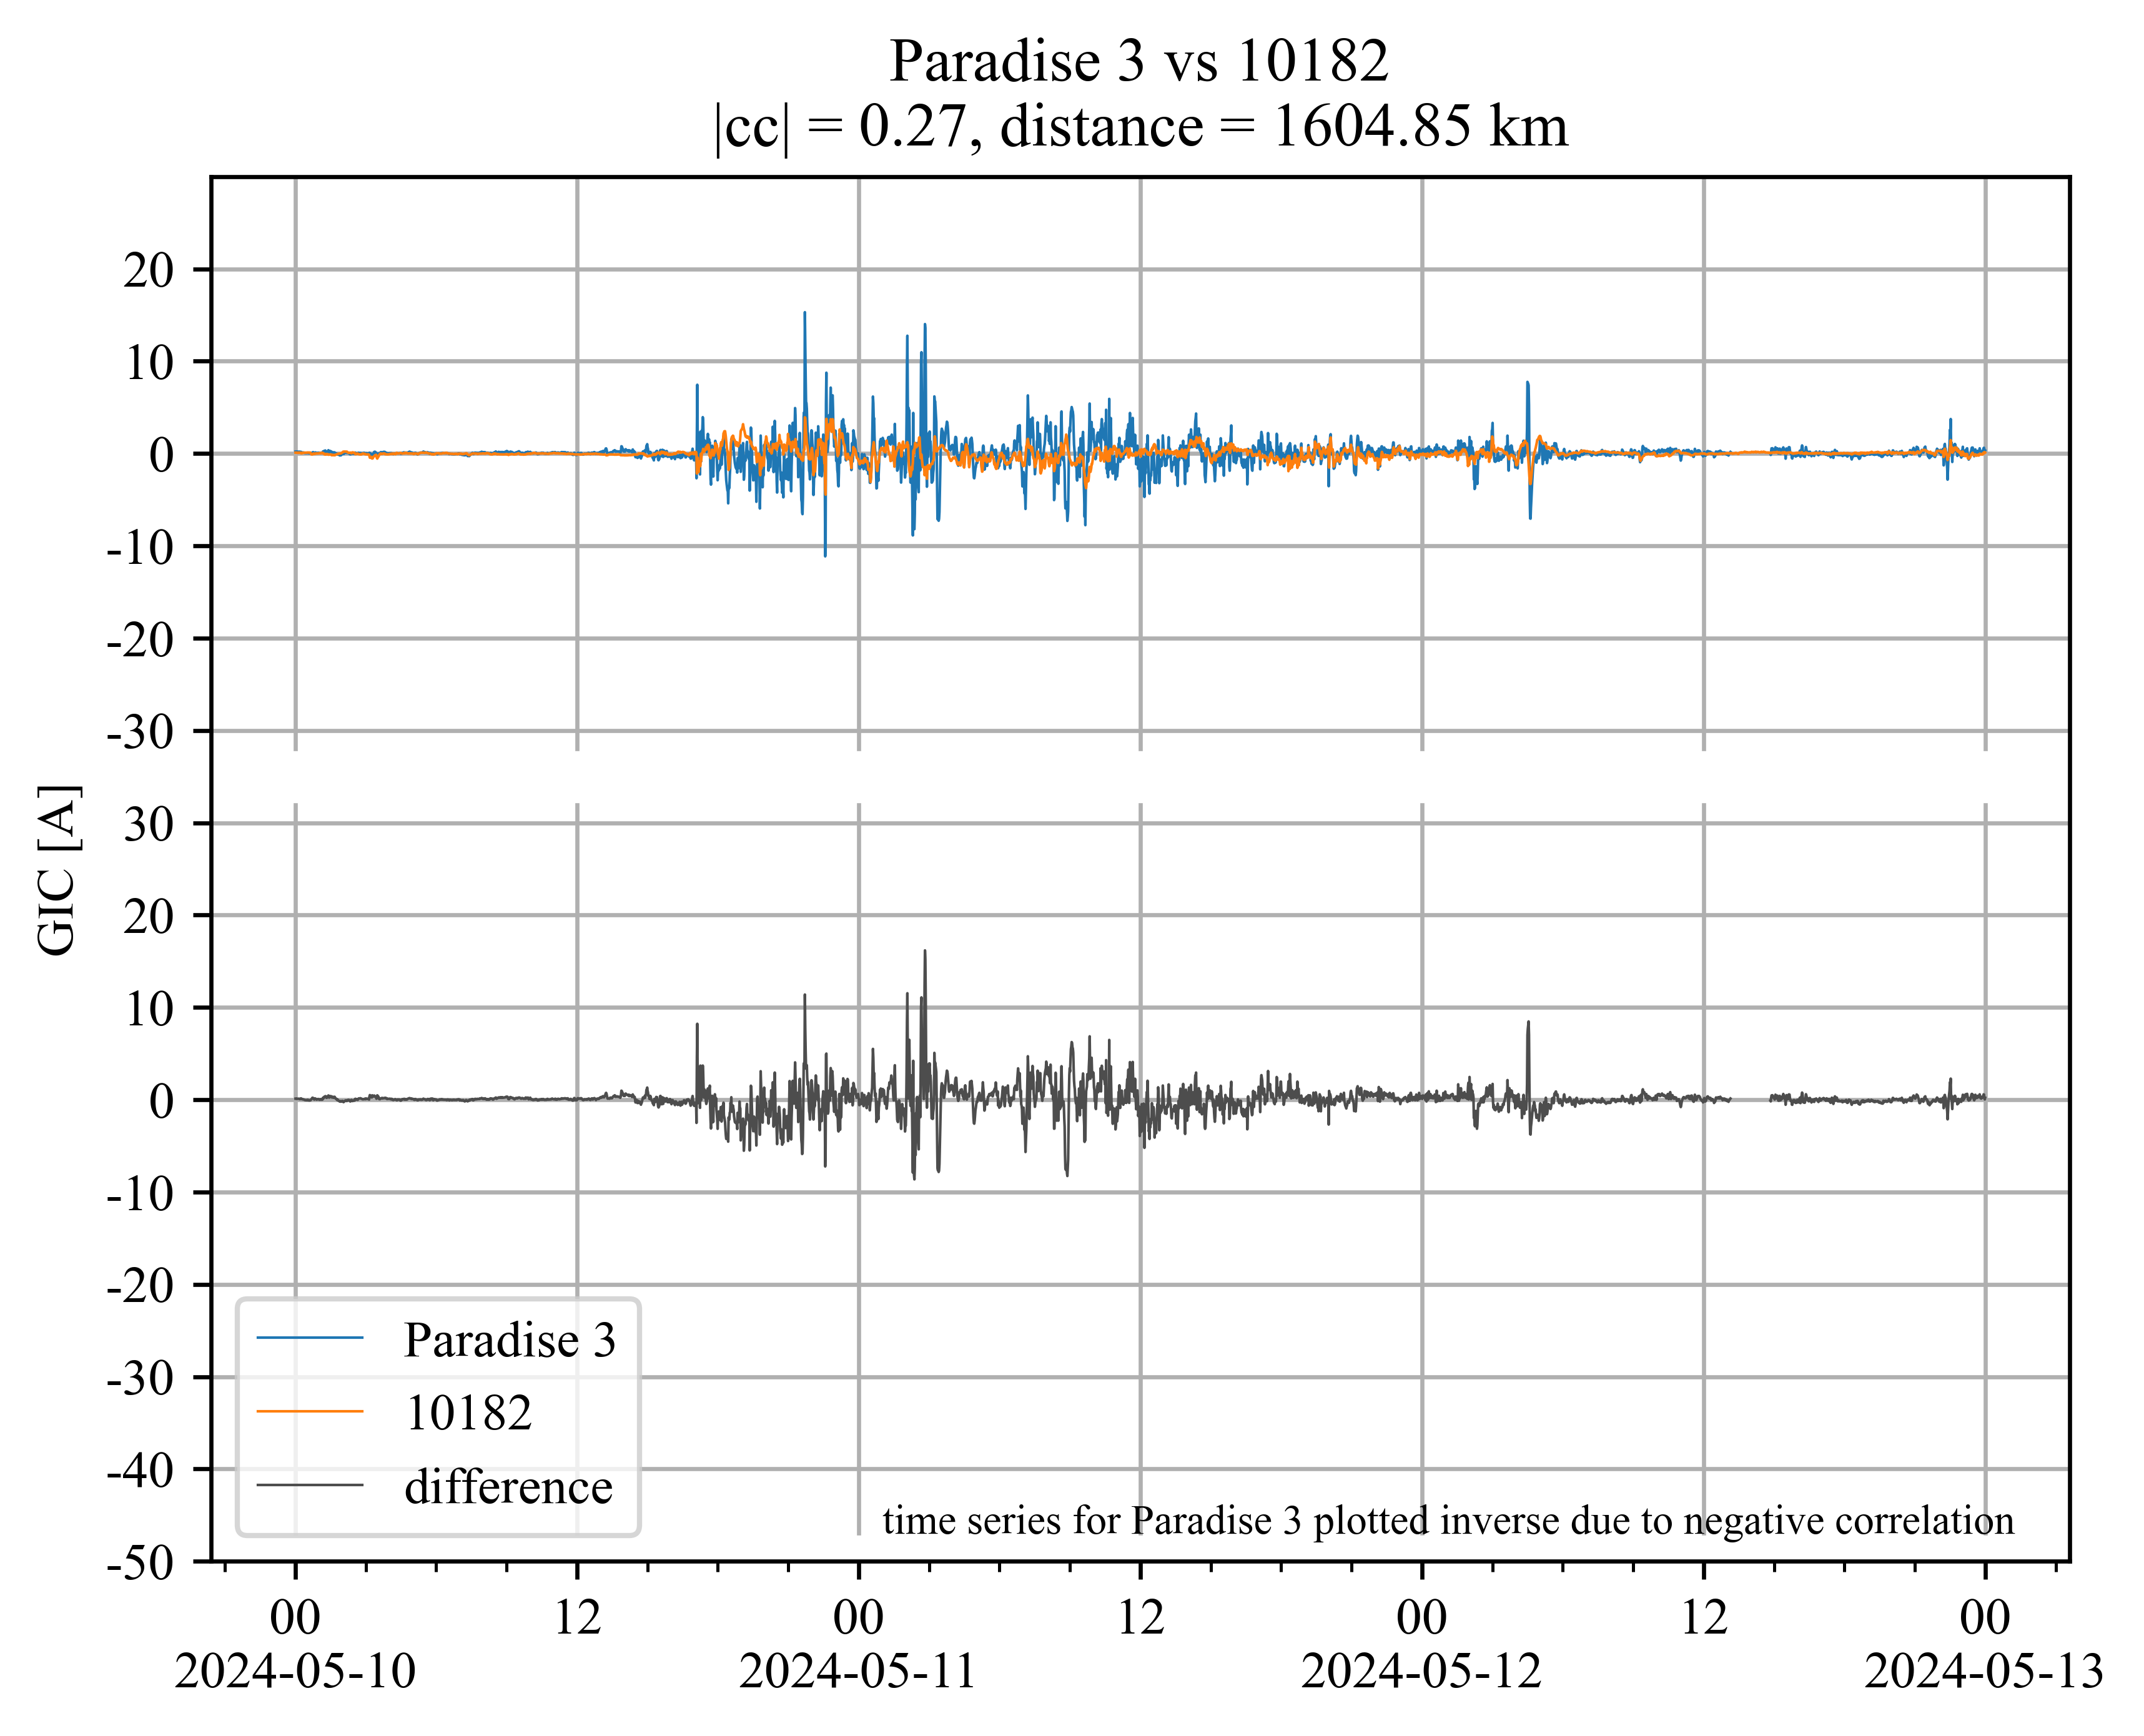 Paradise 3 vs 10182
|cc| = 0.27, distance = 1604.85 km
20
10
0
-10
-20
-30
30
20
10
0
-10
-20
-30
-40
-50
GIC [A]
Paradise 3
10182
difference
time series for Paradise 3 plotted inverse due to negative correlation
00 12 00 12 00 12 00
2024-05-10 2024-05-11 2024-05-12 2024-05-13